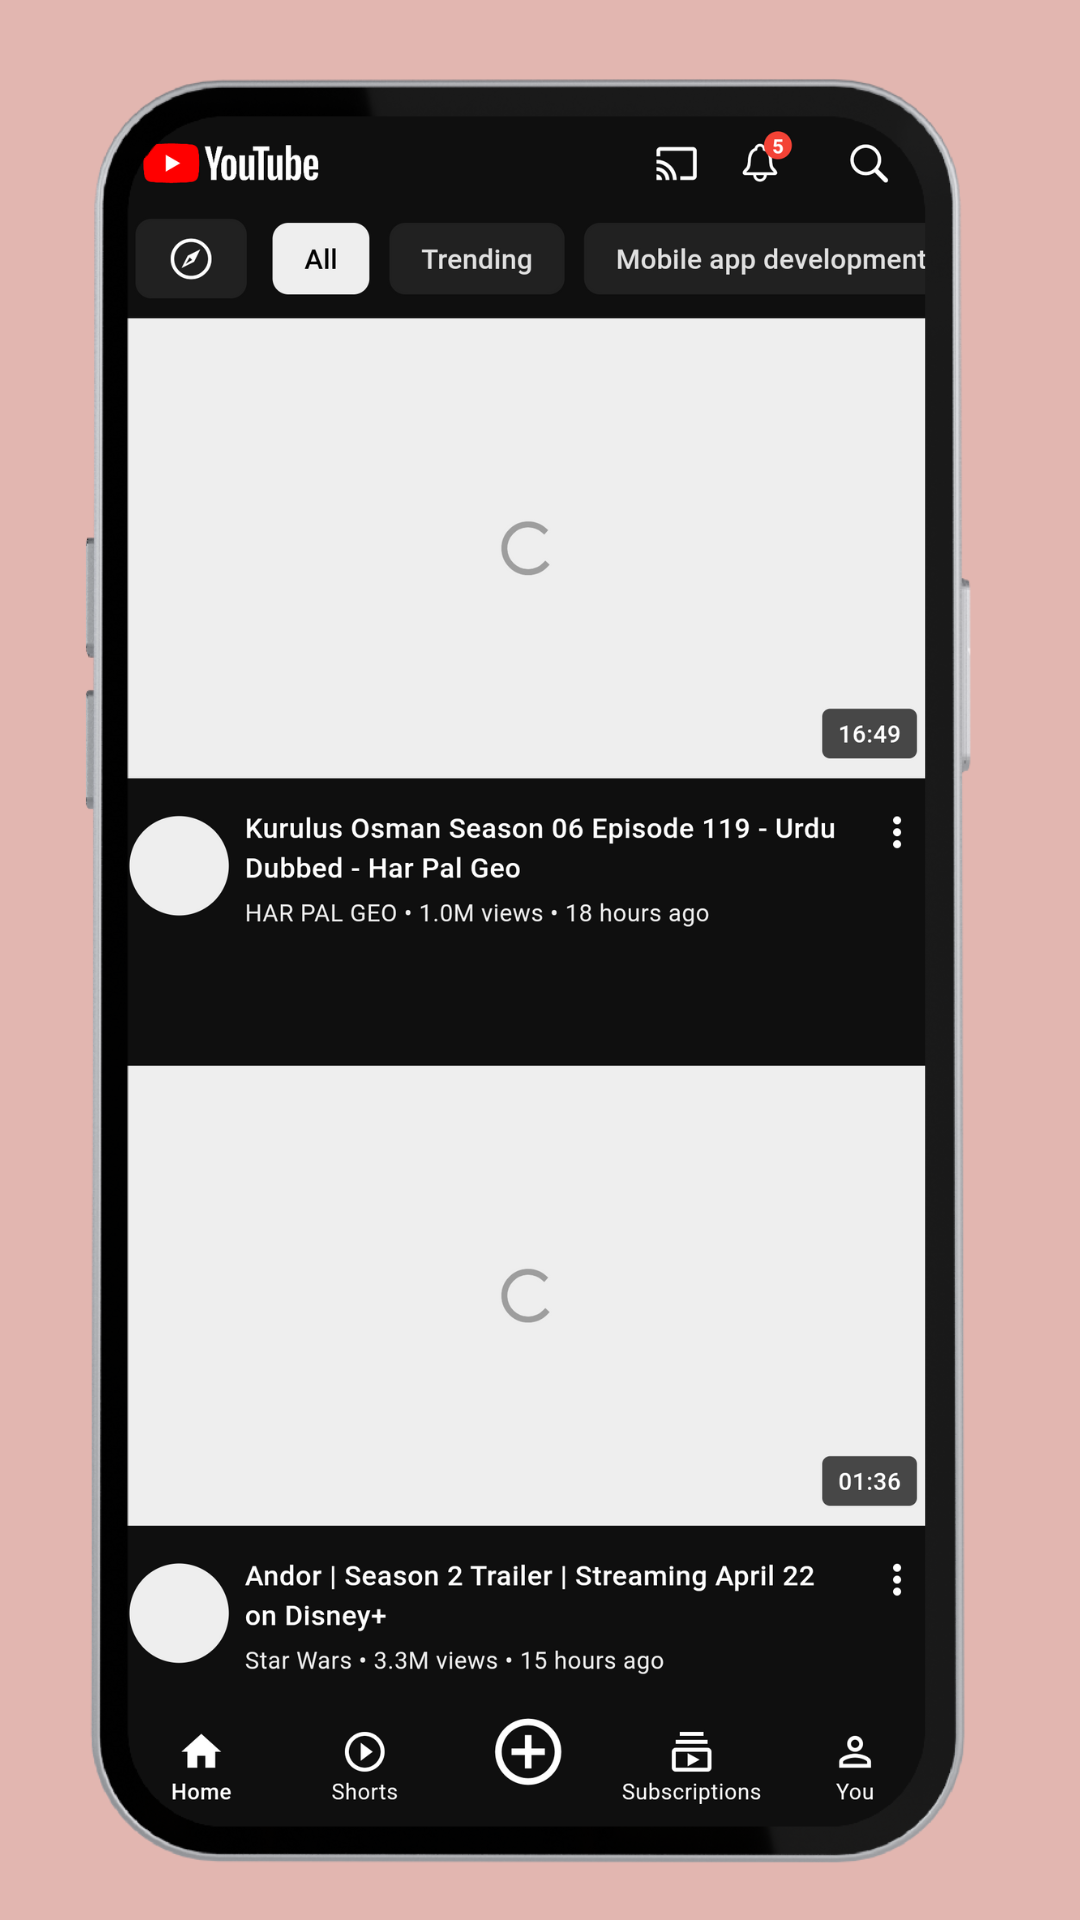 YouTube
5
All
Trending
Mobile app development
16:49
Kurulus Osman Season 06 Episode 119 - Urdu
Dubbed - Har Pal Geo
HAR PAL GEO • 1.0M views • 18 hours ago
01:36
Andor | Season 2 Trailer | Streaming April 22
on Disney+
Star Wars • 3.3M views • 15 hours ago
Home
Shorts
Subscriptions
You